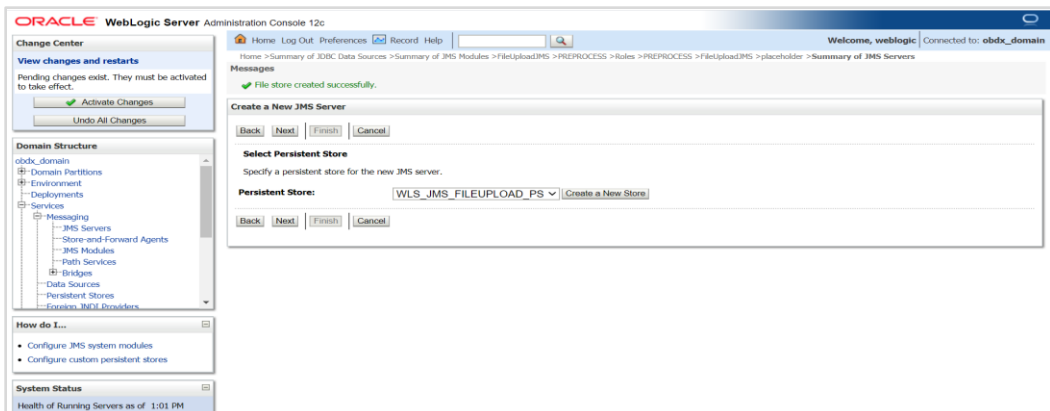 ORACLE WebLogic Server Administration Console 12c
Change Center
View changes and restarts
Pending changes exist. They must be activated
to take effect.
Activate Changes
Undo All Changes
Domain Structure
obdx_domain
Domain Partitions
Environment
Deployments
Services
Messaging
JMS Servers
Store-and-Forward Agents
JMS Modules
Path Services
Bridges
Data Sources
Persistent Stores
Foreign JNDI Providers
How do I...
Configure JMS system modules
Configure custom persistent stores
System Status
Health of Running Servers as of 1:01 PM
Home Log Out Preferences Record Help
Welcome, weblogic Connected to: obdx_domain
Home >Summary of JDBC Data Sources >Summary of JMS Modules >FileUploadJMS >PREPROCESS >Roles >PREPROCESS >FileUploadJMS >placeholder >Summary of JMS Servers
Messages
File store created successfully.
Create a New JMS Server
Back Next Finish Cancel
Select Persistent Store
Specify a persistent store for the new JMS server.
Persistent Store: WLS_JMS_FILEUPLOAD_PS Create a New Store
Back Next Finish Cancel